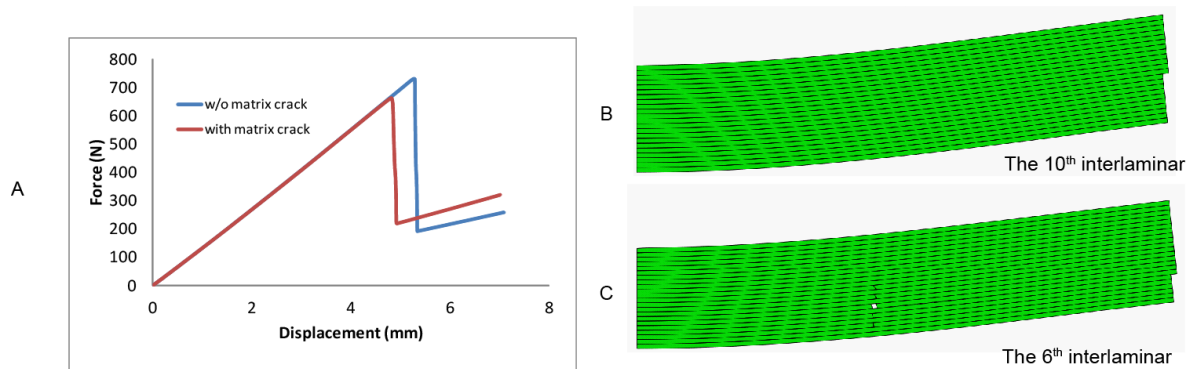 A
800
700
600
500
400
300
200
100
0
Force (N)
w/o matrix crack
with matrix crack
0 2 4 6 8
Displacement (mm)
B
The 10th interlaminar
C
The 6th interlaminar